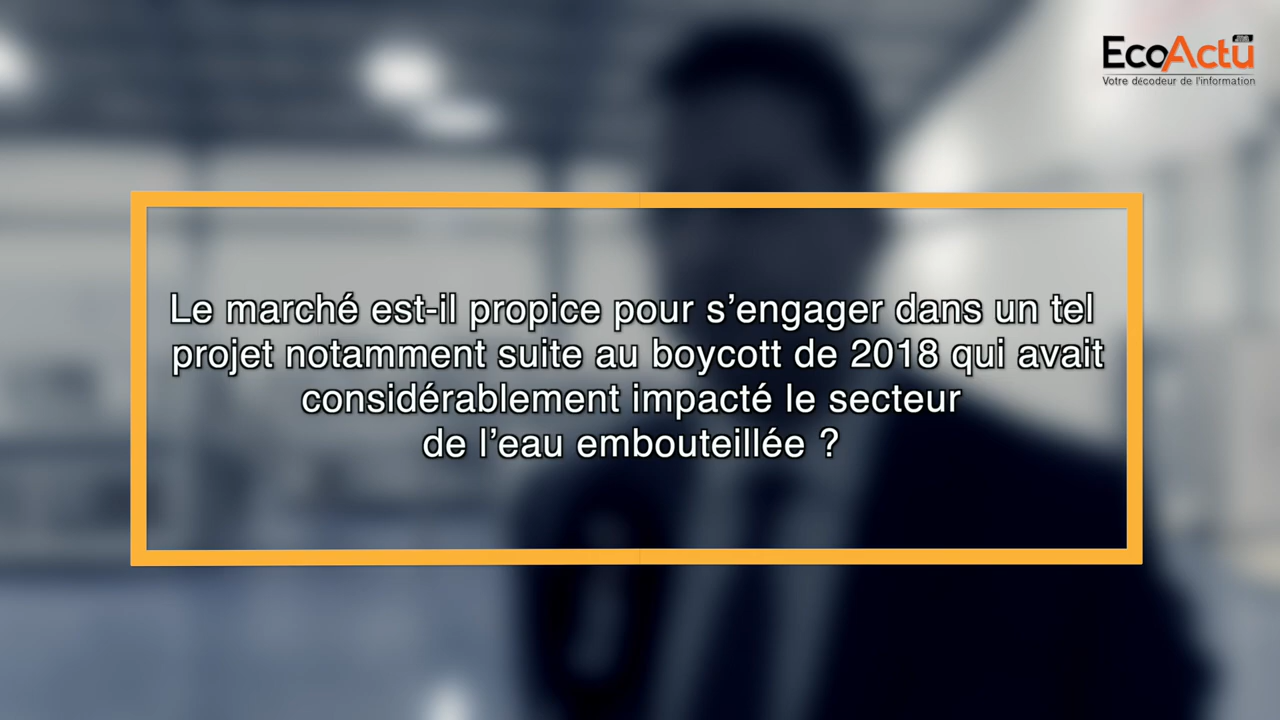 EcoActu
Votre décodeur de l'information
Le marché est-il propice pour s’engager dans un tel
projet notamment suite au boycott de 2018 qui avait
considérablement impacté le secteur
de l’eau embouteillée ?